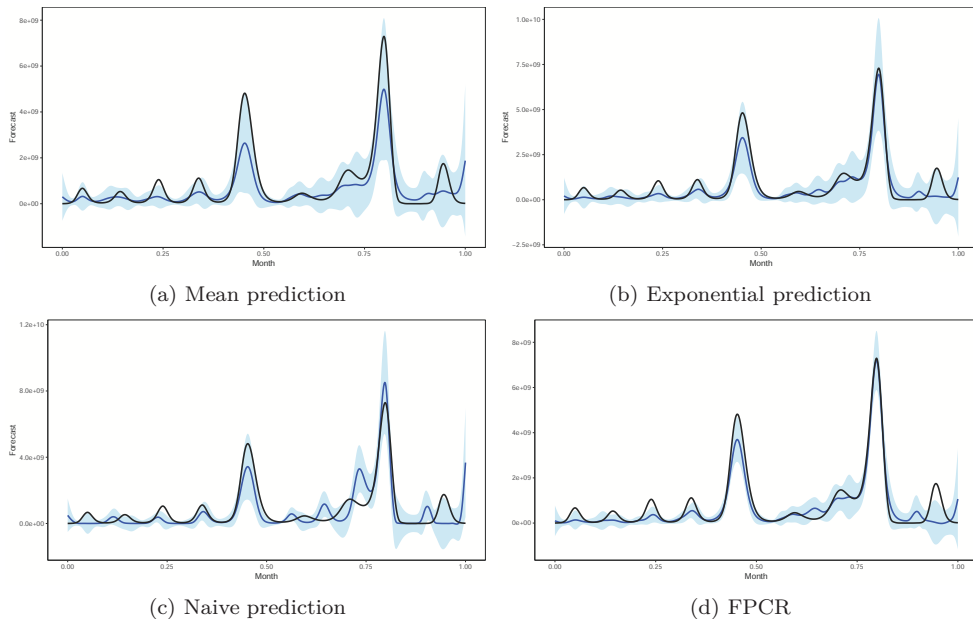 8e+09
6e+09
4e+09
2e+09
0e+00
Forecast
0.00 0.25 0.50 0.75 1.00
Month
(a) Mean prediction
1.0e+10
7.5e+09
5.0e+09
2.5e+09
0.0e+00
-2.5e+09
Forecast
0.00 0.25 0.50 0.75 1.00
Month
(b) Exponential prediction
1.2e+10
8.0e+09
4.0e+09
0.0e+00
Forecast
0.00 0.25 0.50 0.75 1.00
Month
(c) Naive prediction
8e+09
6e+09
4e+09
2e+09
0e+00
Forecast
0.00 0.25 0.50 0.75 1.00
Month
(d) FPCR